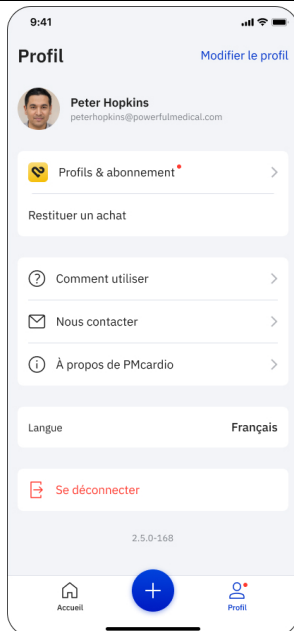 9:41
Profil
Modifier le profil
Peter Hopkins
peterhopkins@powerfulmedical.com
Profils & abonnement
Restituer un achat
Comment utiliser
Nous contacter
À propos de PMcardio
Langue
Français
Se déconnecter
2.5.0-168
Accueil
Profil